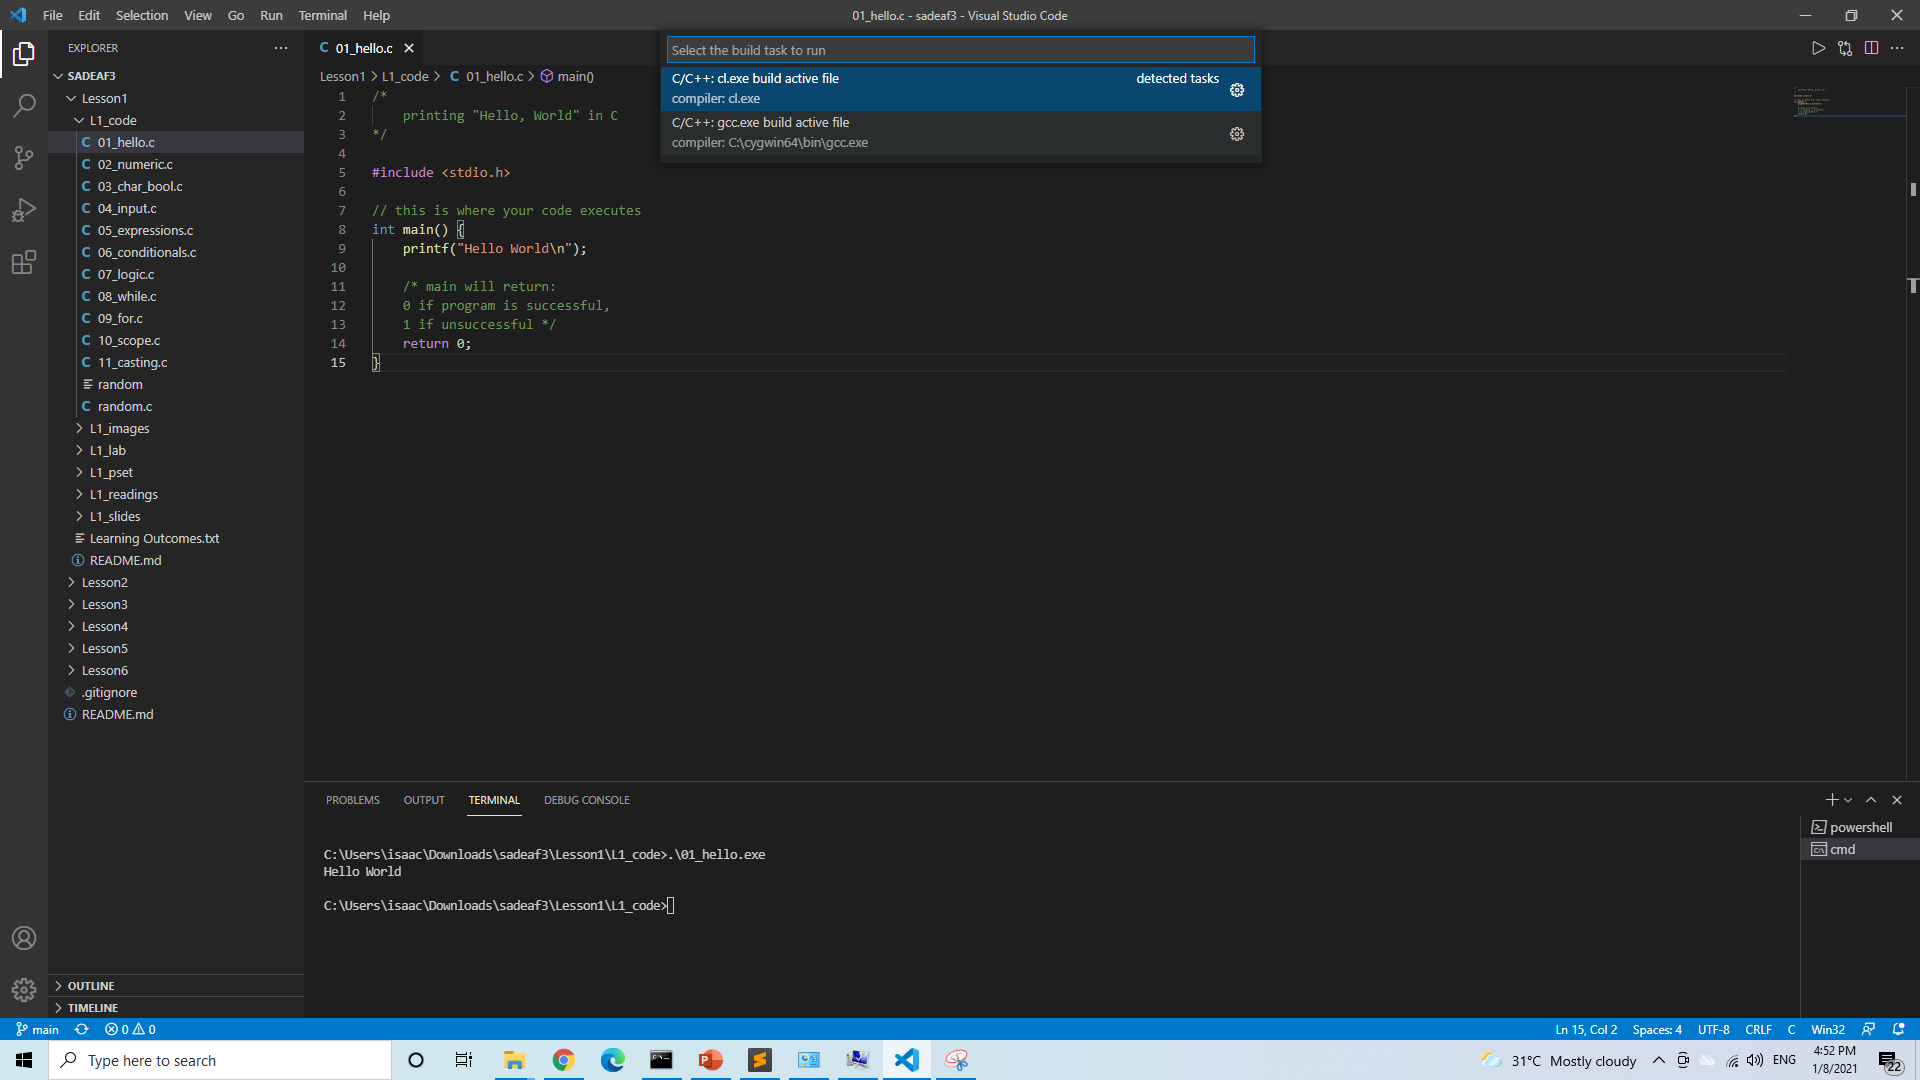 File Edit Selection View Go Run Terminal Help
01_hello.c - sadeaf3 - Visual Studio Code
EXPLORER
SADEAF3
Lesson1
L1_code
01_hello.c
02_numeric.c
03_char_bool.c
04_input.c
05_expressions.c
06_conditionals.c
07_logic.c
08_while.c
09_for.c
10_scope.c
11_casting.c
random
random.c
L1_images
L1_lab
L1_pset
L1_readings
L1_slides
Learning Outcomes.txt
README.md
Lesson2
Lesson3
Lesson4
Lesson5
Lesson6
.gitignore
README.md
OUTLINE
TIMELINE
01_hello.c
Lesson1 > L1_code > C 01_hello.c > main()
Select the build task to run
C/C++: cl.exe build active file detected tasks
compiler: cl.exe
C/C++: gcc.exe build active file
compiler: C:\cygwin64\bin\gcc.exe
1 /*
2 printing "Hello, World" in C
3 */
4
5 #include <stdio.h>
6
7 // this is where your code executes
8 int main() {
9 printf("Hello World\n");
10
11 /* main will return:
12 0 if program is successful,
13 1 if unsuccessful */
14 return 0;
15 }
PROBLEMS OUTPUT TERMINAL DEBUG CONSOLE
C:\Users\isaac\Downloads\sadeaf3\Lesson1\L1_code>.\01_hello.exe
Hello World
C:\Users\isaac\Downloads\sadeaf3\Lesson1\L1_code>
powershell
cmd
main 0 0 Ln 15, Col 2 Spaces: 4 UTF-8 CRLF C Win32
Type here to search
31°C Mostly cloudy ENG
4:52 PM
1/8/2021
22